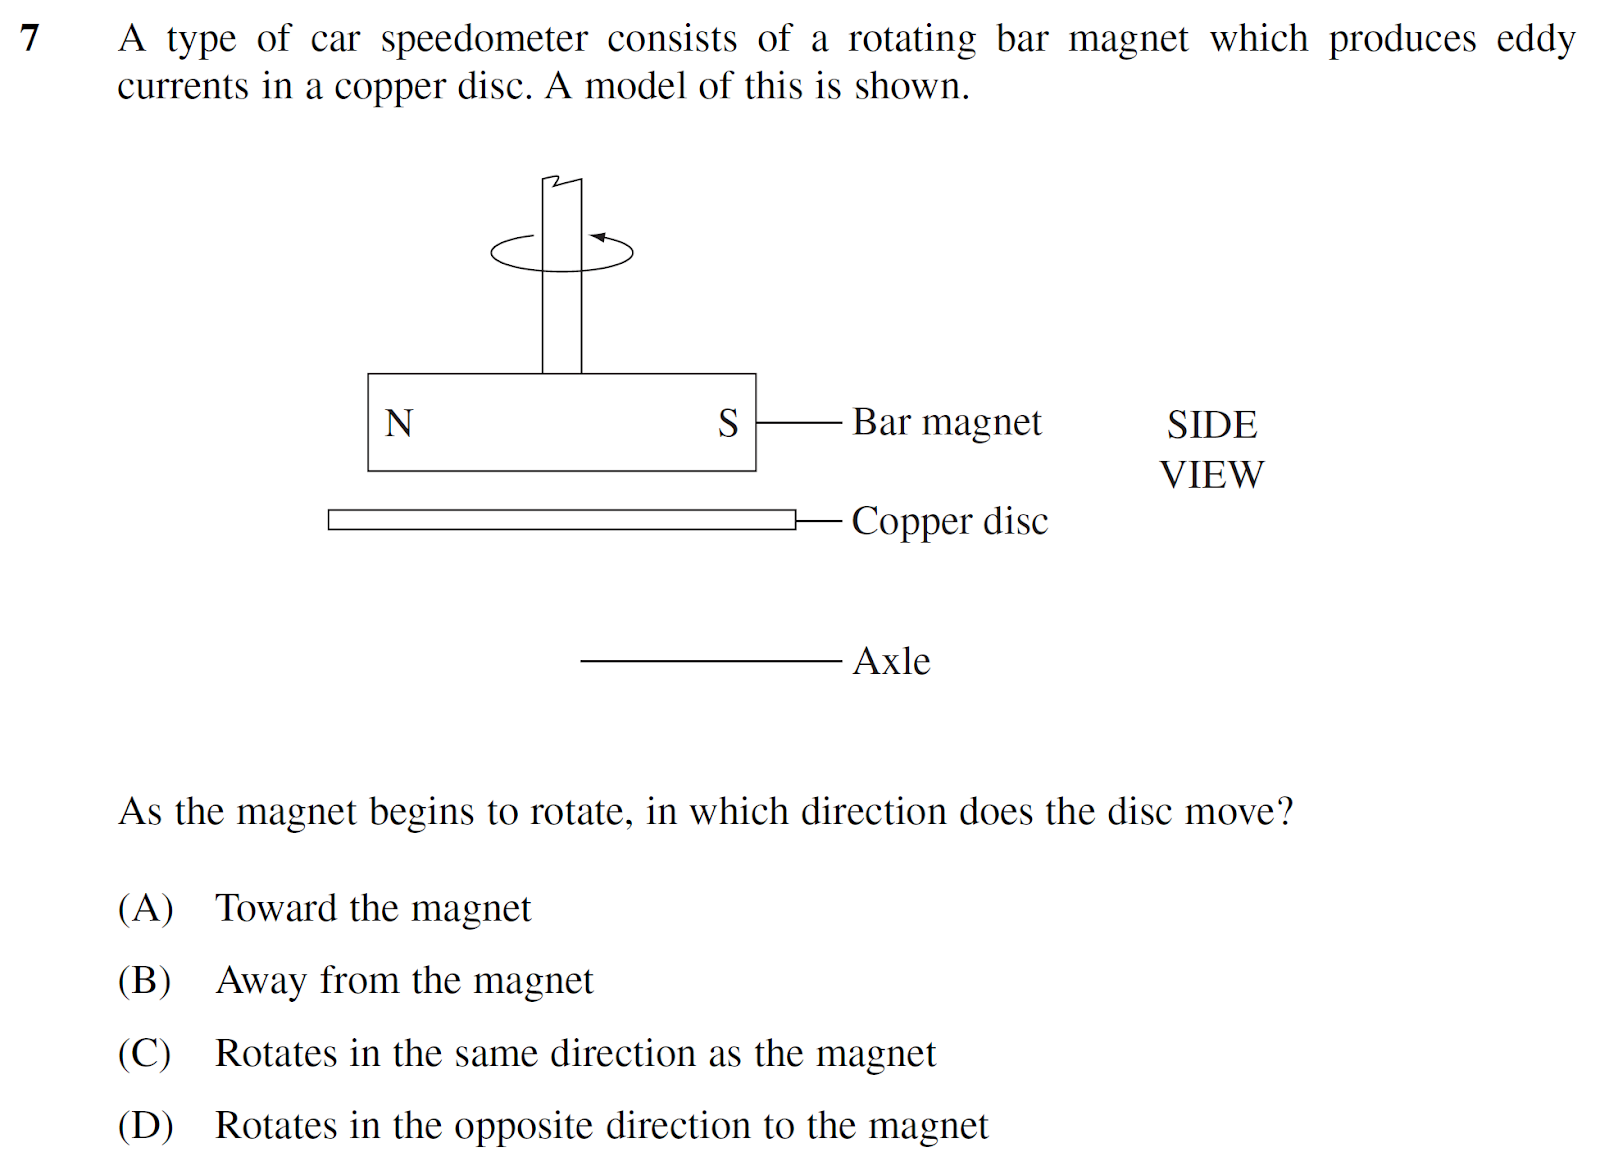 7 A type of car speedometer consists of a rotating bar magnet which produces eddy
currents in a copper disc. A model of this is shown.
N S Bar magnet SIDE
VIEW
Copper disc
Axle
As the magnet begins to rotate, in which direction does the disc move?
(A) Toward the magnet
(B) Away from the magnet
(C) Rotates in the same direction as the magnet
(D) Rotates in the opposite direction to the magnet